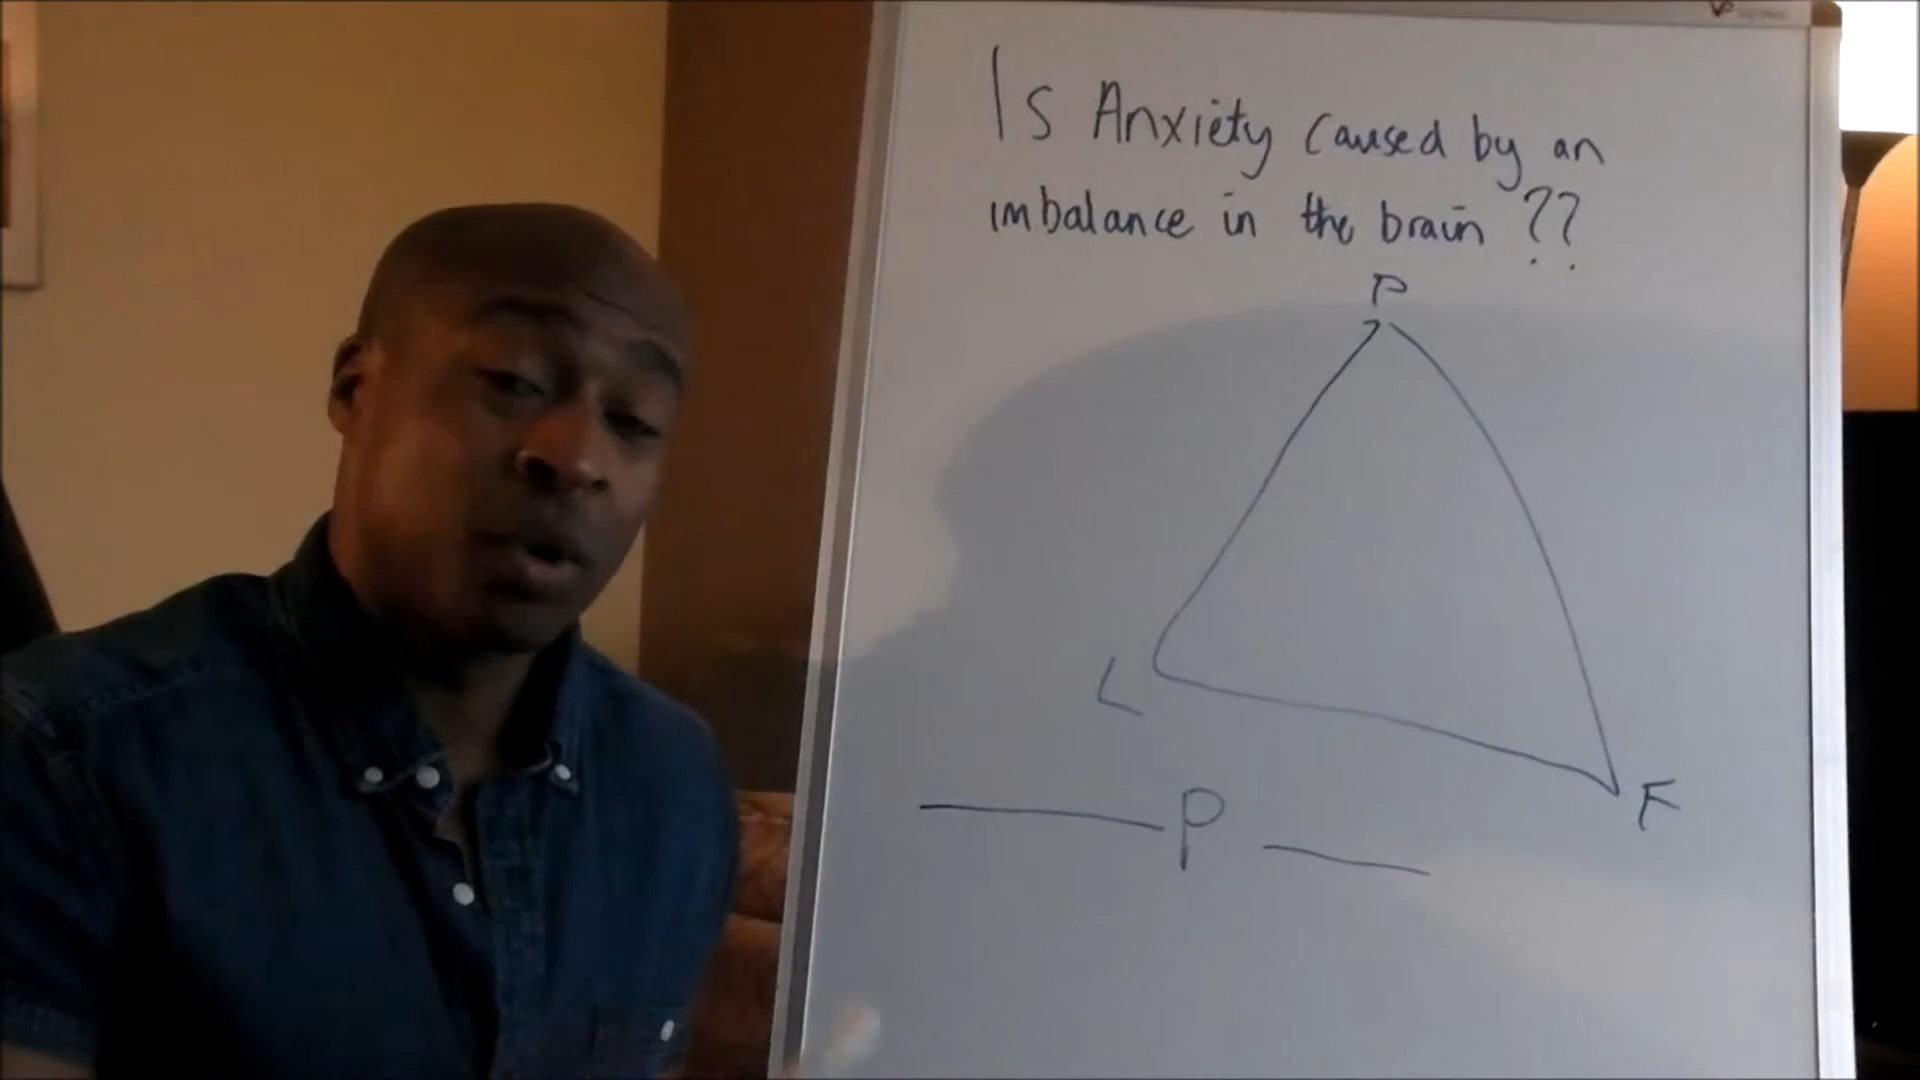 Is Anxiety caused by an
imbalance in the brain ??
P
L
F
P